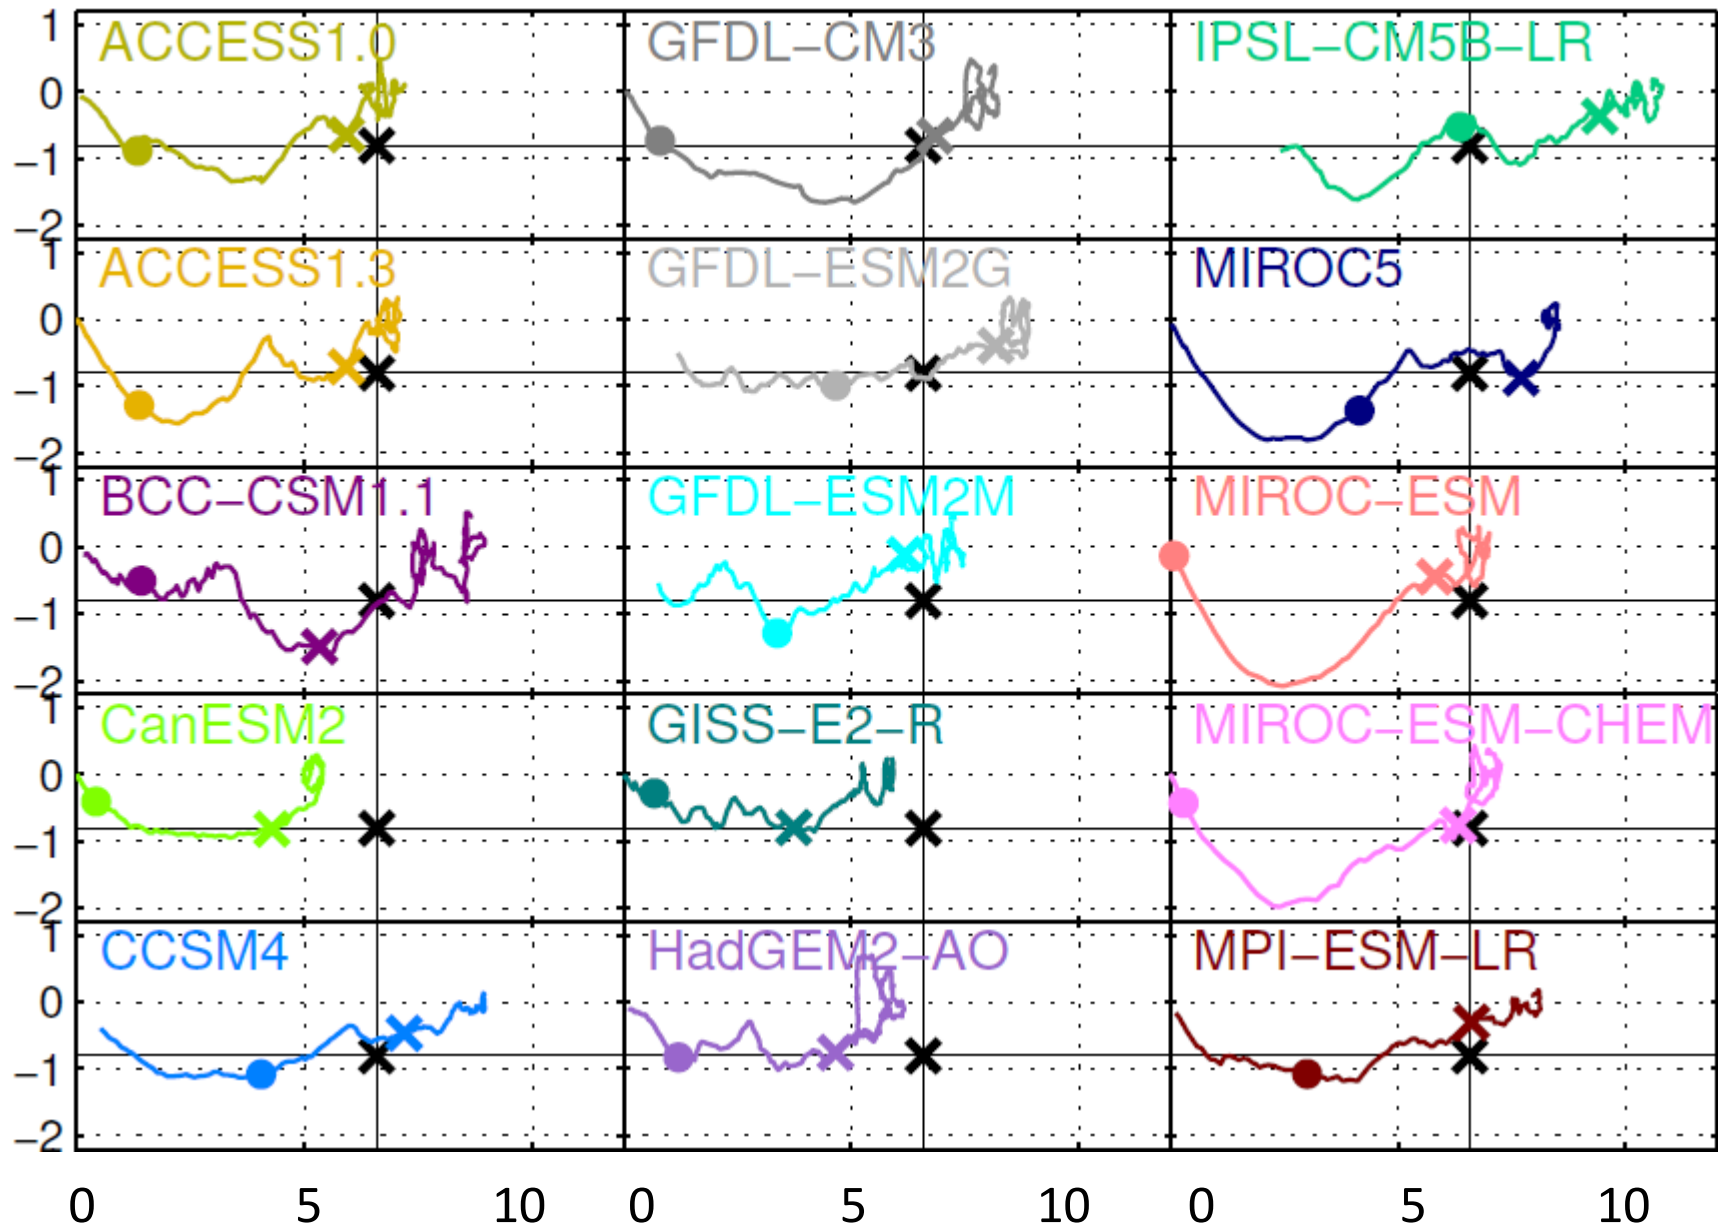 1 ACCESS1.0 GFDL−CM3 IPSL−CM5B−LR
0
−1
−2
1 ACCESS1.3 GFDL−ESM2G MIROC5
0
−1
−2
1 BCC−CSM1.1 GFDL−ESM2M MIROC−ESM
0
−1
−2
1 CanESM2 GISS−E2−R MIROC−ESM−CHEM
0
−1
−2
1 CCSM4 HadGEM2−AO MPI−ESM−LR
0
−1
−2
0 5 10 0 5 10 0 5 10